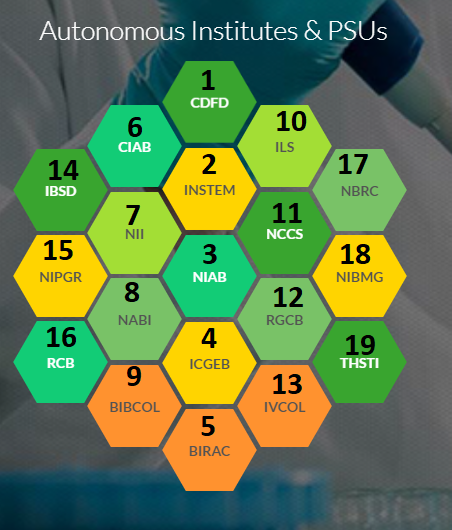 Autonomous Institutes & PSUs
1
CDFD
6
CIAB
10
ILS
14
IBSD
2
INSTEM
17
NBRC
7
NII
11
NCCS
15
NIPGR
3
NIAB
18
NIBMG
8
NABI
12
RGCB
16
RCB
4
ICGEB
19
THSTI
9
BIBCOL
13
IVCOL
5
BIRAC